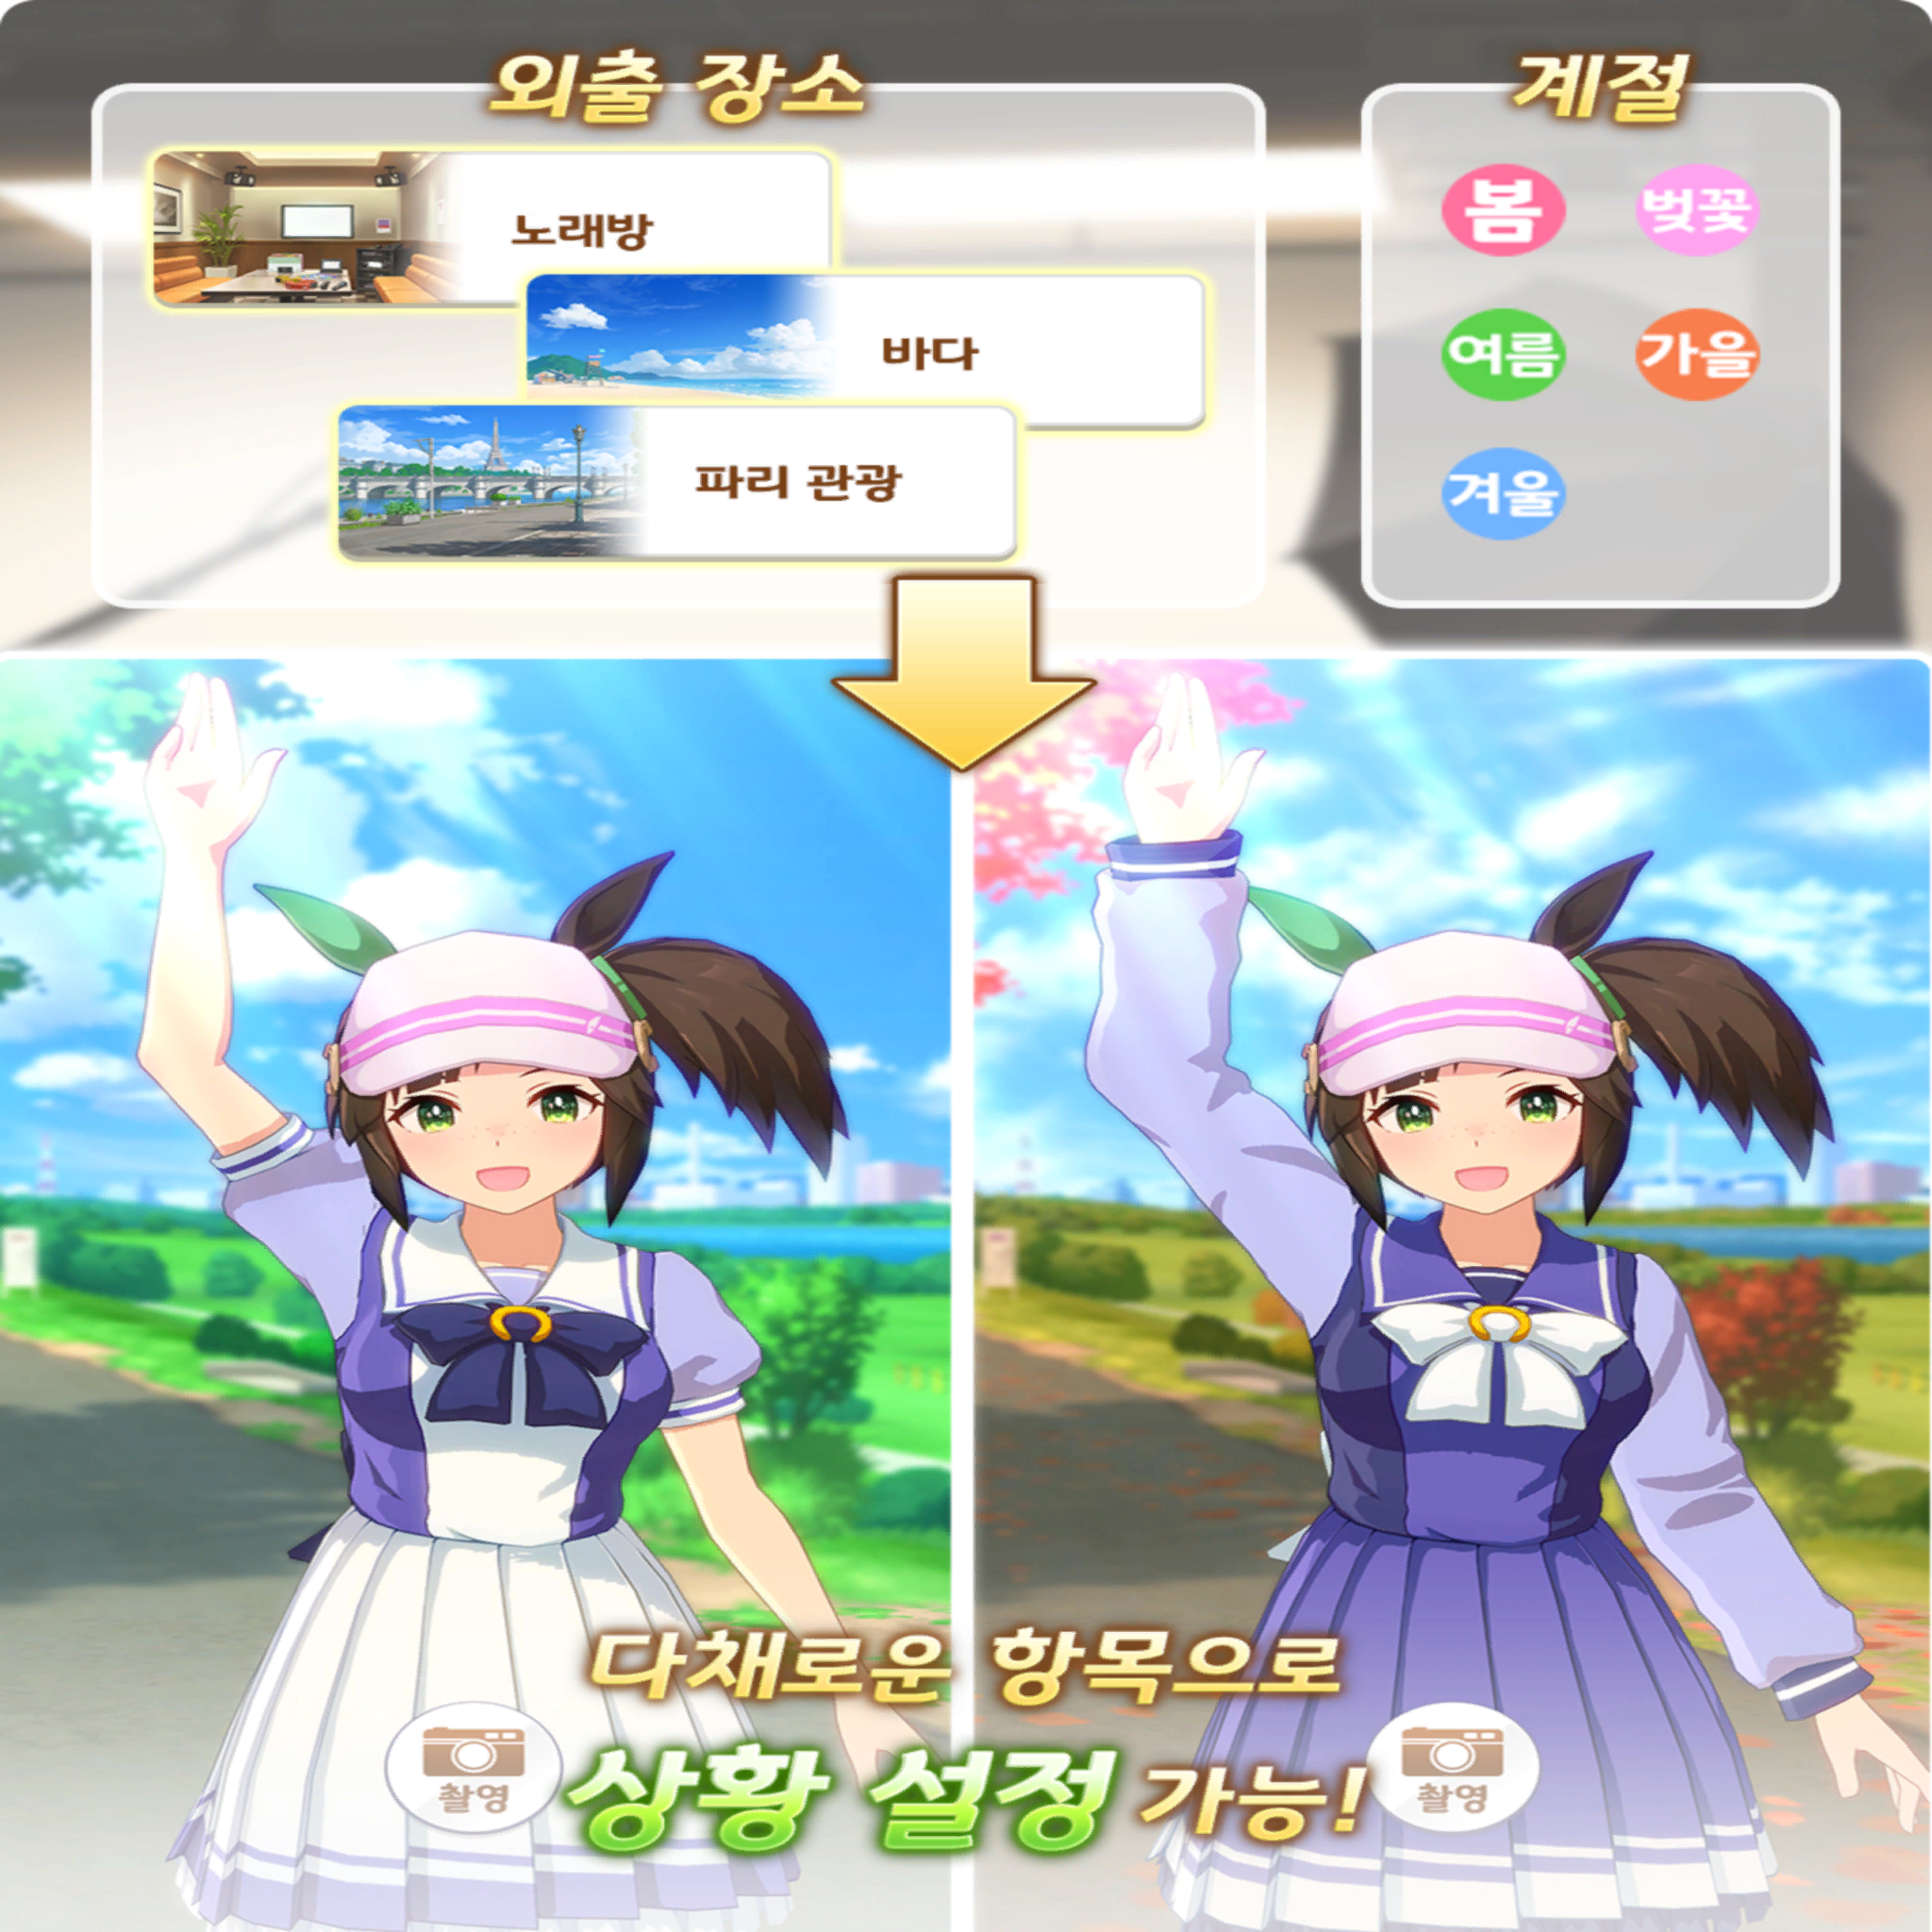 외출 장소
노래방
바다
파리 관광
계절
봄
벚꽃
여름
가을
겨울
다채로운 항목으로
상황 설정 가능!
촬영
촬영